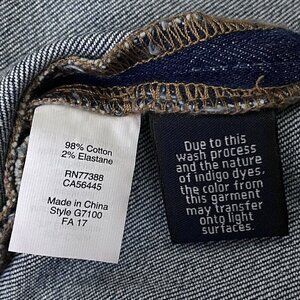 98% Cotton
2% Elastane
RN77388
CA56445
Made in China
Style G7100
FA 17
Due to this
wash process
and the nature
of indigo dyes,
the color from
this garment
may transfer
onto light
surfaces.